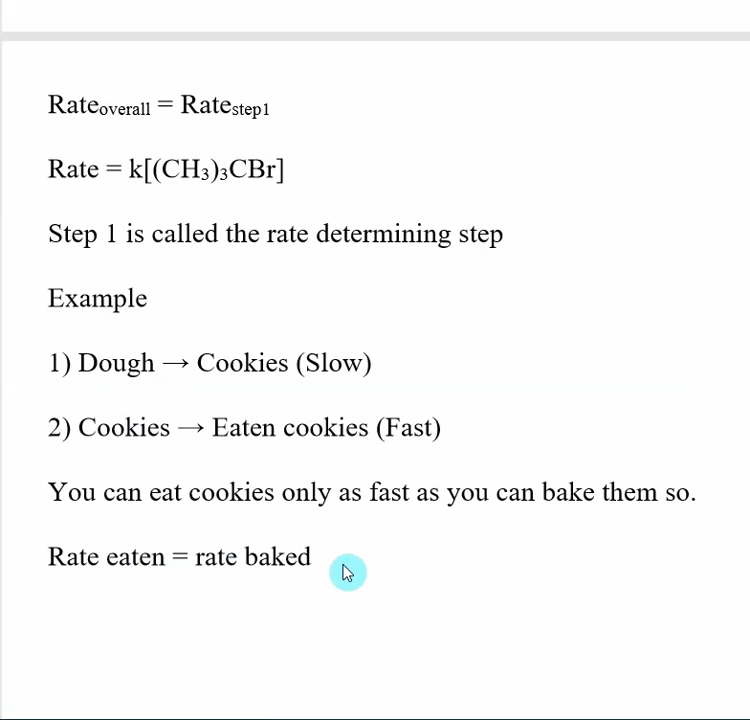 Rateoverall = Ratestep1
Rate = k[(CH3)3CBr]
Step 1 is called the rate determining step
Example
1) Dough → Cookies (Slow)
2) Cookies → Eaten cookies (Fast)
You can eat cookies only as fast as you can bake them so.
Rate eaten = rate baked